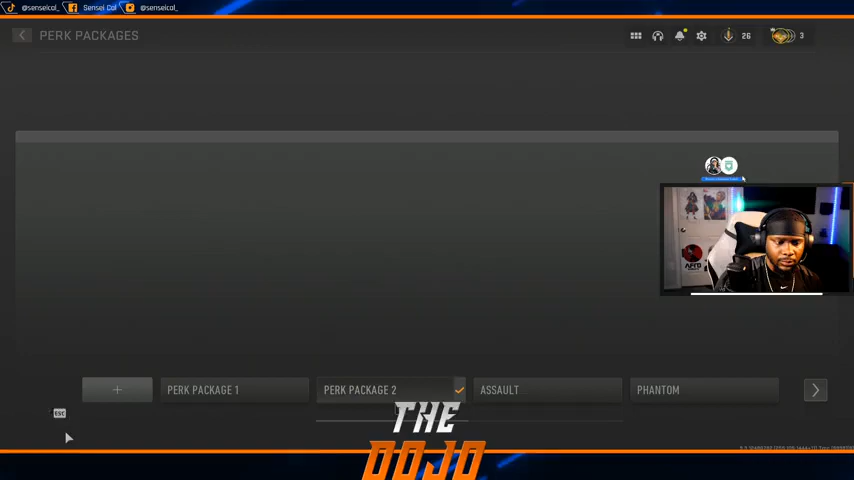 @senseicol_ Sensei Col @senseicol_
PERK PACKAGES
26
3
+ PERK PACKAGE 1 PERK PACKAGE 2 ASSAULT PHANTOM
ESC
THE
DOJO